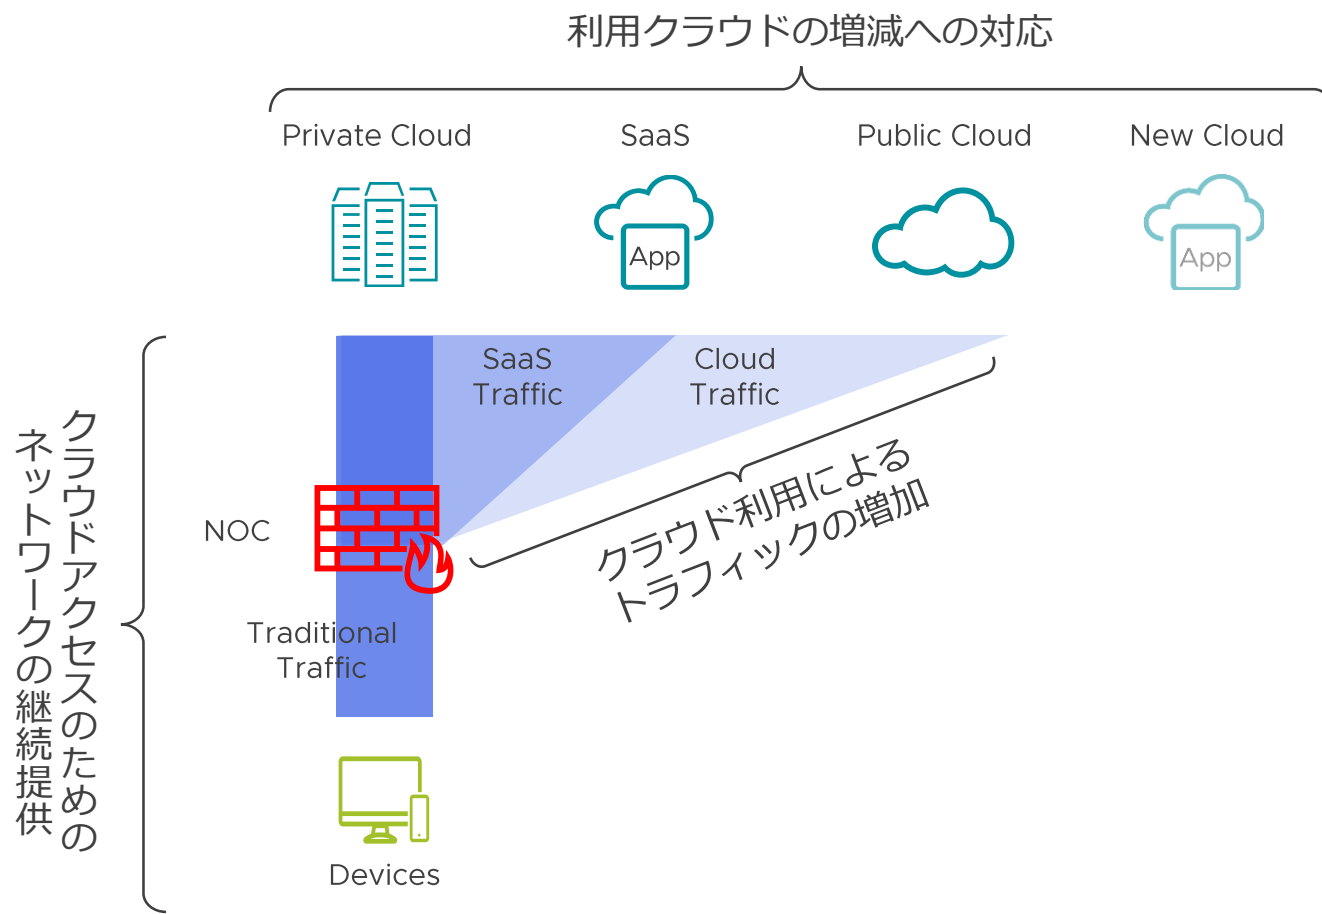 利用クラウドの増減への対応
Private Cloud
SaaS
Public Cloud
New Cloud
App
App
SaaS
Traffic
Cloud
Traffic
クラウド利用による
トラフィックの増加
クラウドアクセスのための
ネットワークの継続提供
NOC
Traditional
Traffic
Devices